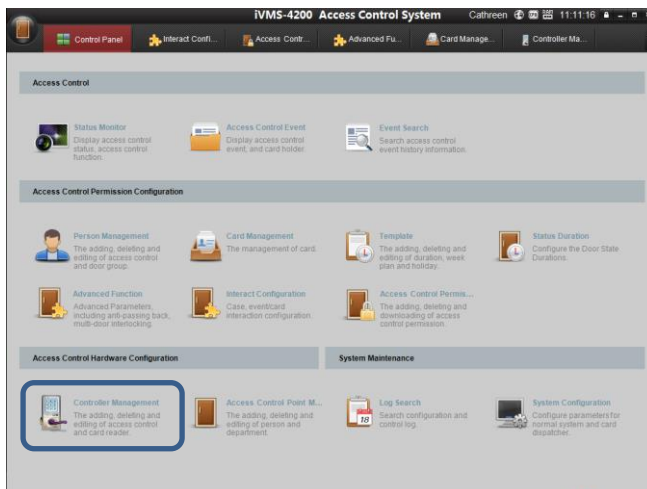 iVMS-4200 Access Control System Cathreen 11:11:16
Control Panel Interact Confi... Access Contr... Advanced Fu... Card Manage... Controller Ma...
Access Control
Status Monitor
Display access control
status, access control
function.
Access Control Event
Display access control
event, and card holder.
Event Search
Search access control
event history information.
Access Control Permission Configuration
Person Management
The adding, deleting and
editing of access control
and door group.
Card Management
The management of card.
Template
The adding, deleting and
editing of duration, week
plan and holiday.
Status Duration
Configure the Door State
Durations.
Advanced Function
Advanced Parameters,
including anti-passing back,
multi-door interlocking.
Interact Configuration
Case, event/card
interaction configuration.
Access Control Permis...
The adding, deleting and
downloading of access
control permission.
Access Control Hardware Configuration
System Maintenance
Controller Management
The adding, deleting and
editing of access control
and card reader.
Access Control Point M...
The adding, deleting and
editing of person and
department.
18
Log Search
Search configuration and
control log.
System Configuration
Configure parameters for
normal system and card
dispatcher.